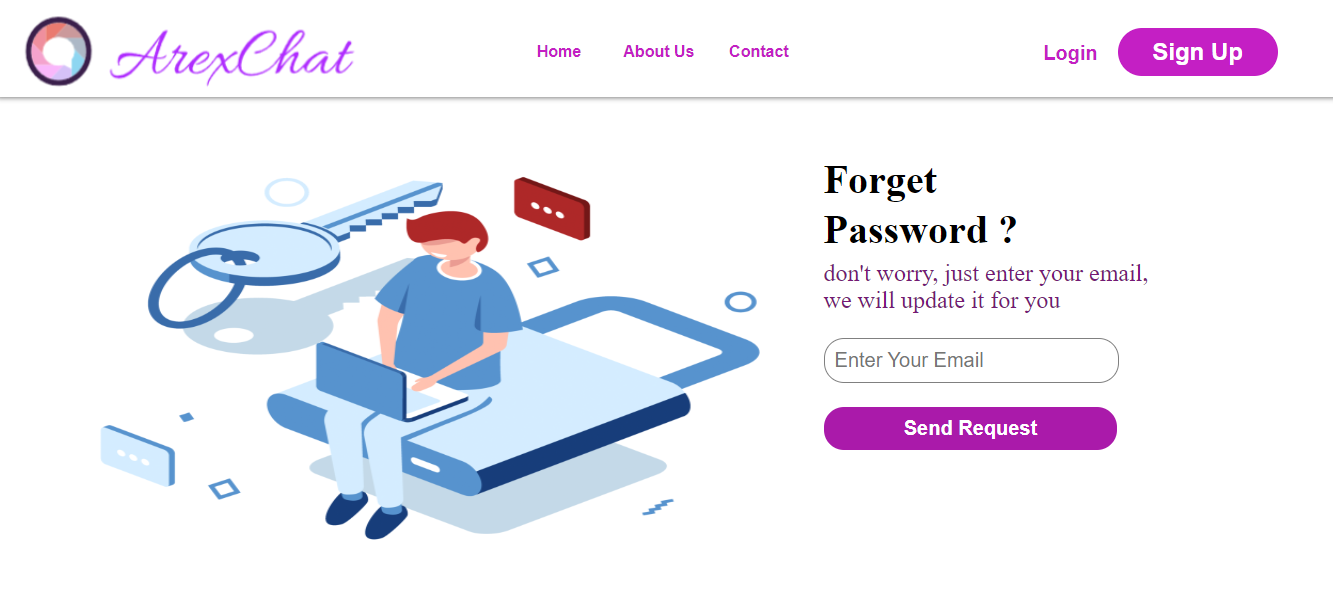 ArexChat
Home About Us Contact
Login Sign Up
Forget
Password ?
don't worry, just enter your email,
we will update it for you
Enter Your Email
Send Request